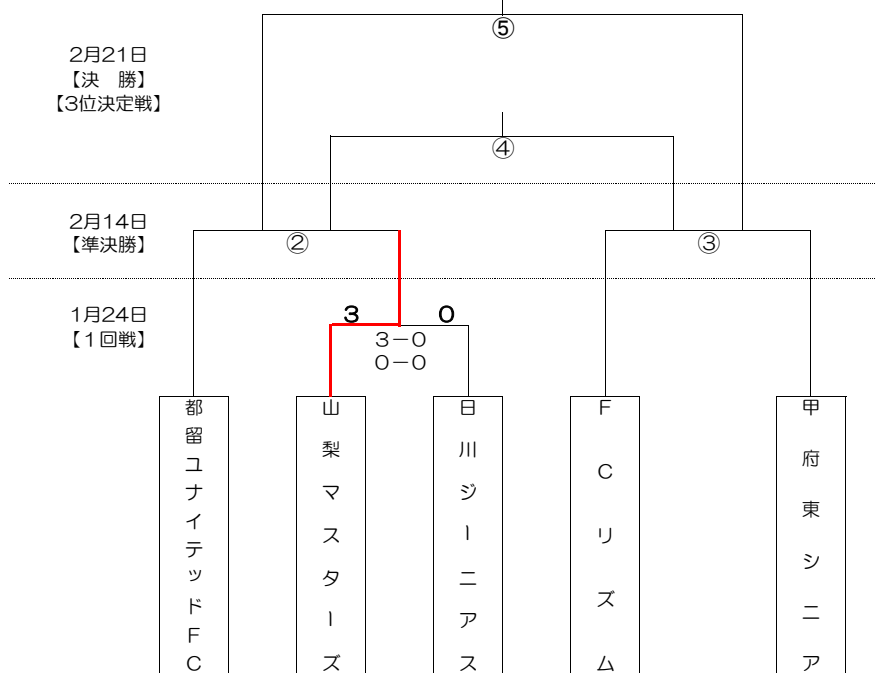 ⑤
2月21日
【決　勝】
【3位決定戦】
④
2月14日
【準決勝】
②
③
1月24日
【１回戦】
3
0
3－0
0－0
都留ユナイテッドFC
山梨マスターズ
日川ジーニアス
FCリズム
甲府東シニア